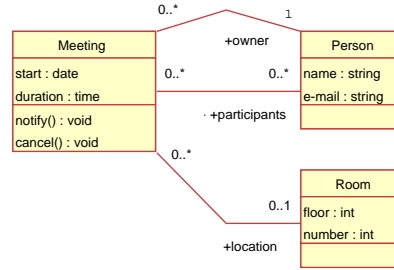 0..*
1
Meeting
+owner
Person
start : date
0..*
0..*
name : string
duration : time
e-mail : string
notify() : void
+participants
cancel() : void
0..*
Room
0..1
floor : int
number : int
+location